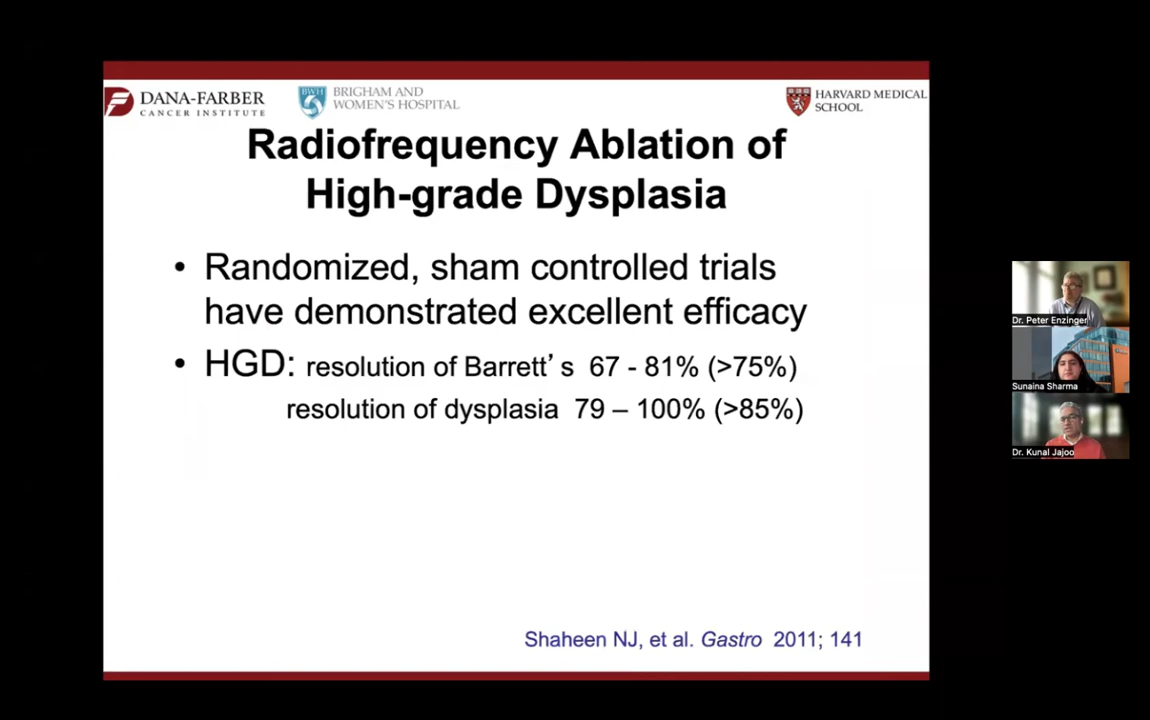 DANA-FARBER
CANCER INSTITUTE
BWH
BRIGHAM AND
WOMEN'S HOSPITAL
HARVARD MEDICAL
SCHOOL
Radiofrequency Ablation of
High-grade Dysplasia
• Randomized, sham controlled trials
have demonstrated excellent efficacy
• HGD: resolution of Barrett’ s 67 - 81% (>75%)
resolution of dysplasia 79 – 100% (>85%)
Shaheen NJ, et al. Gastro 2011; 141
Dr. Peter Enzinger
Sunaina Sharma
Dr. Kunal Jajoo